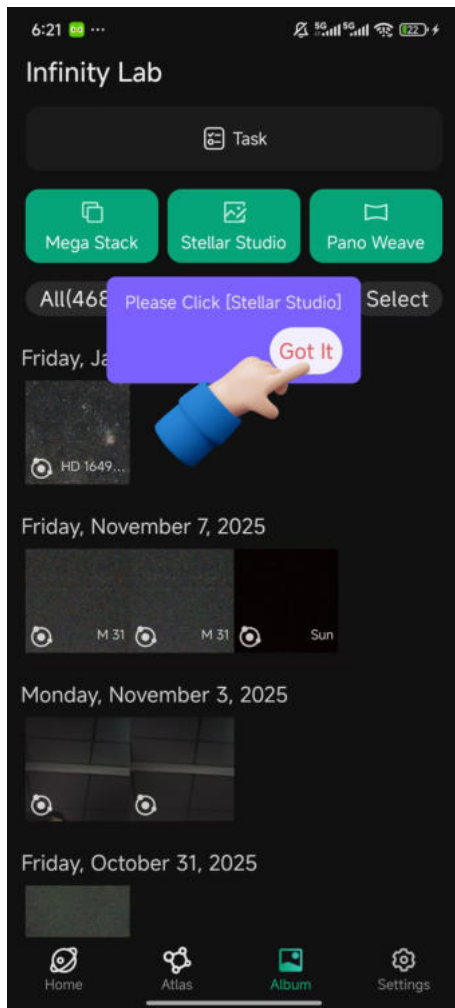 6:21 ...
5G 5G 22
Infinity Lab
Task
Mega Stack Stellar Studio Pano Weave
All(468 Select
Please Click [Stellar Studio]
Got It
Friday, Ja
HD 1649...
Friday, November 7, 2025
M 31 M 31 Sun
Monday, November 3, 2025
Friday, October 31, 2025
Home Atlas Album Settings